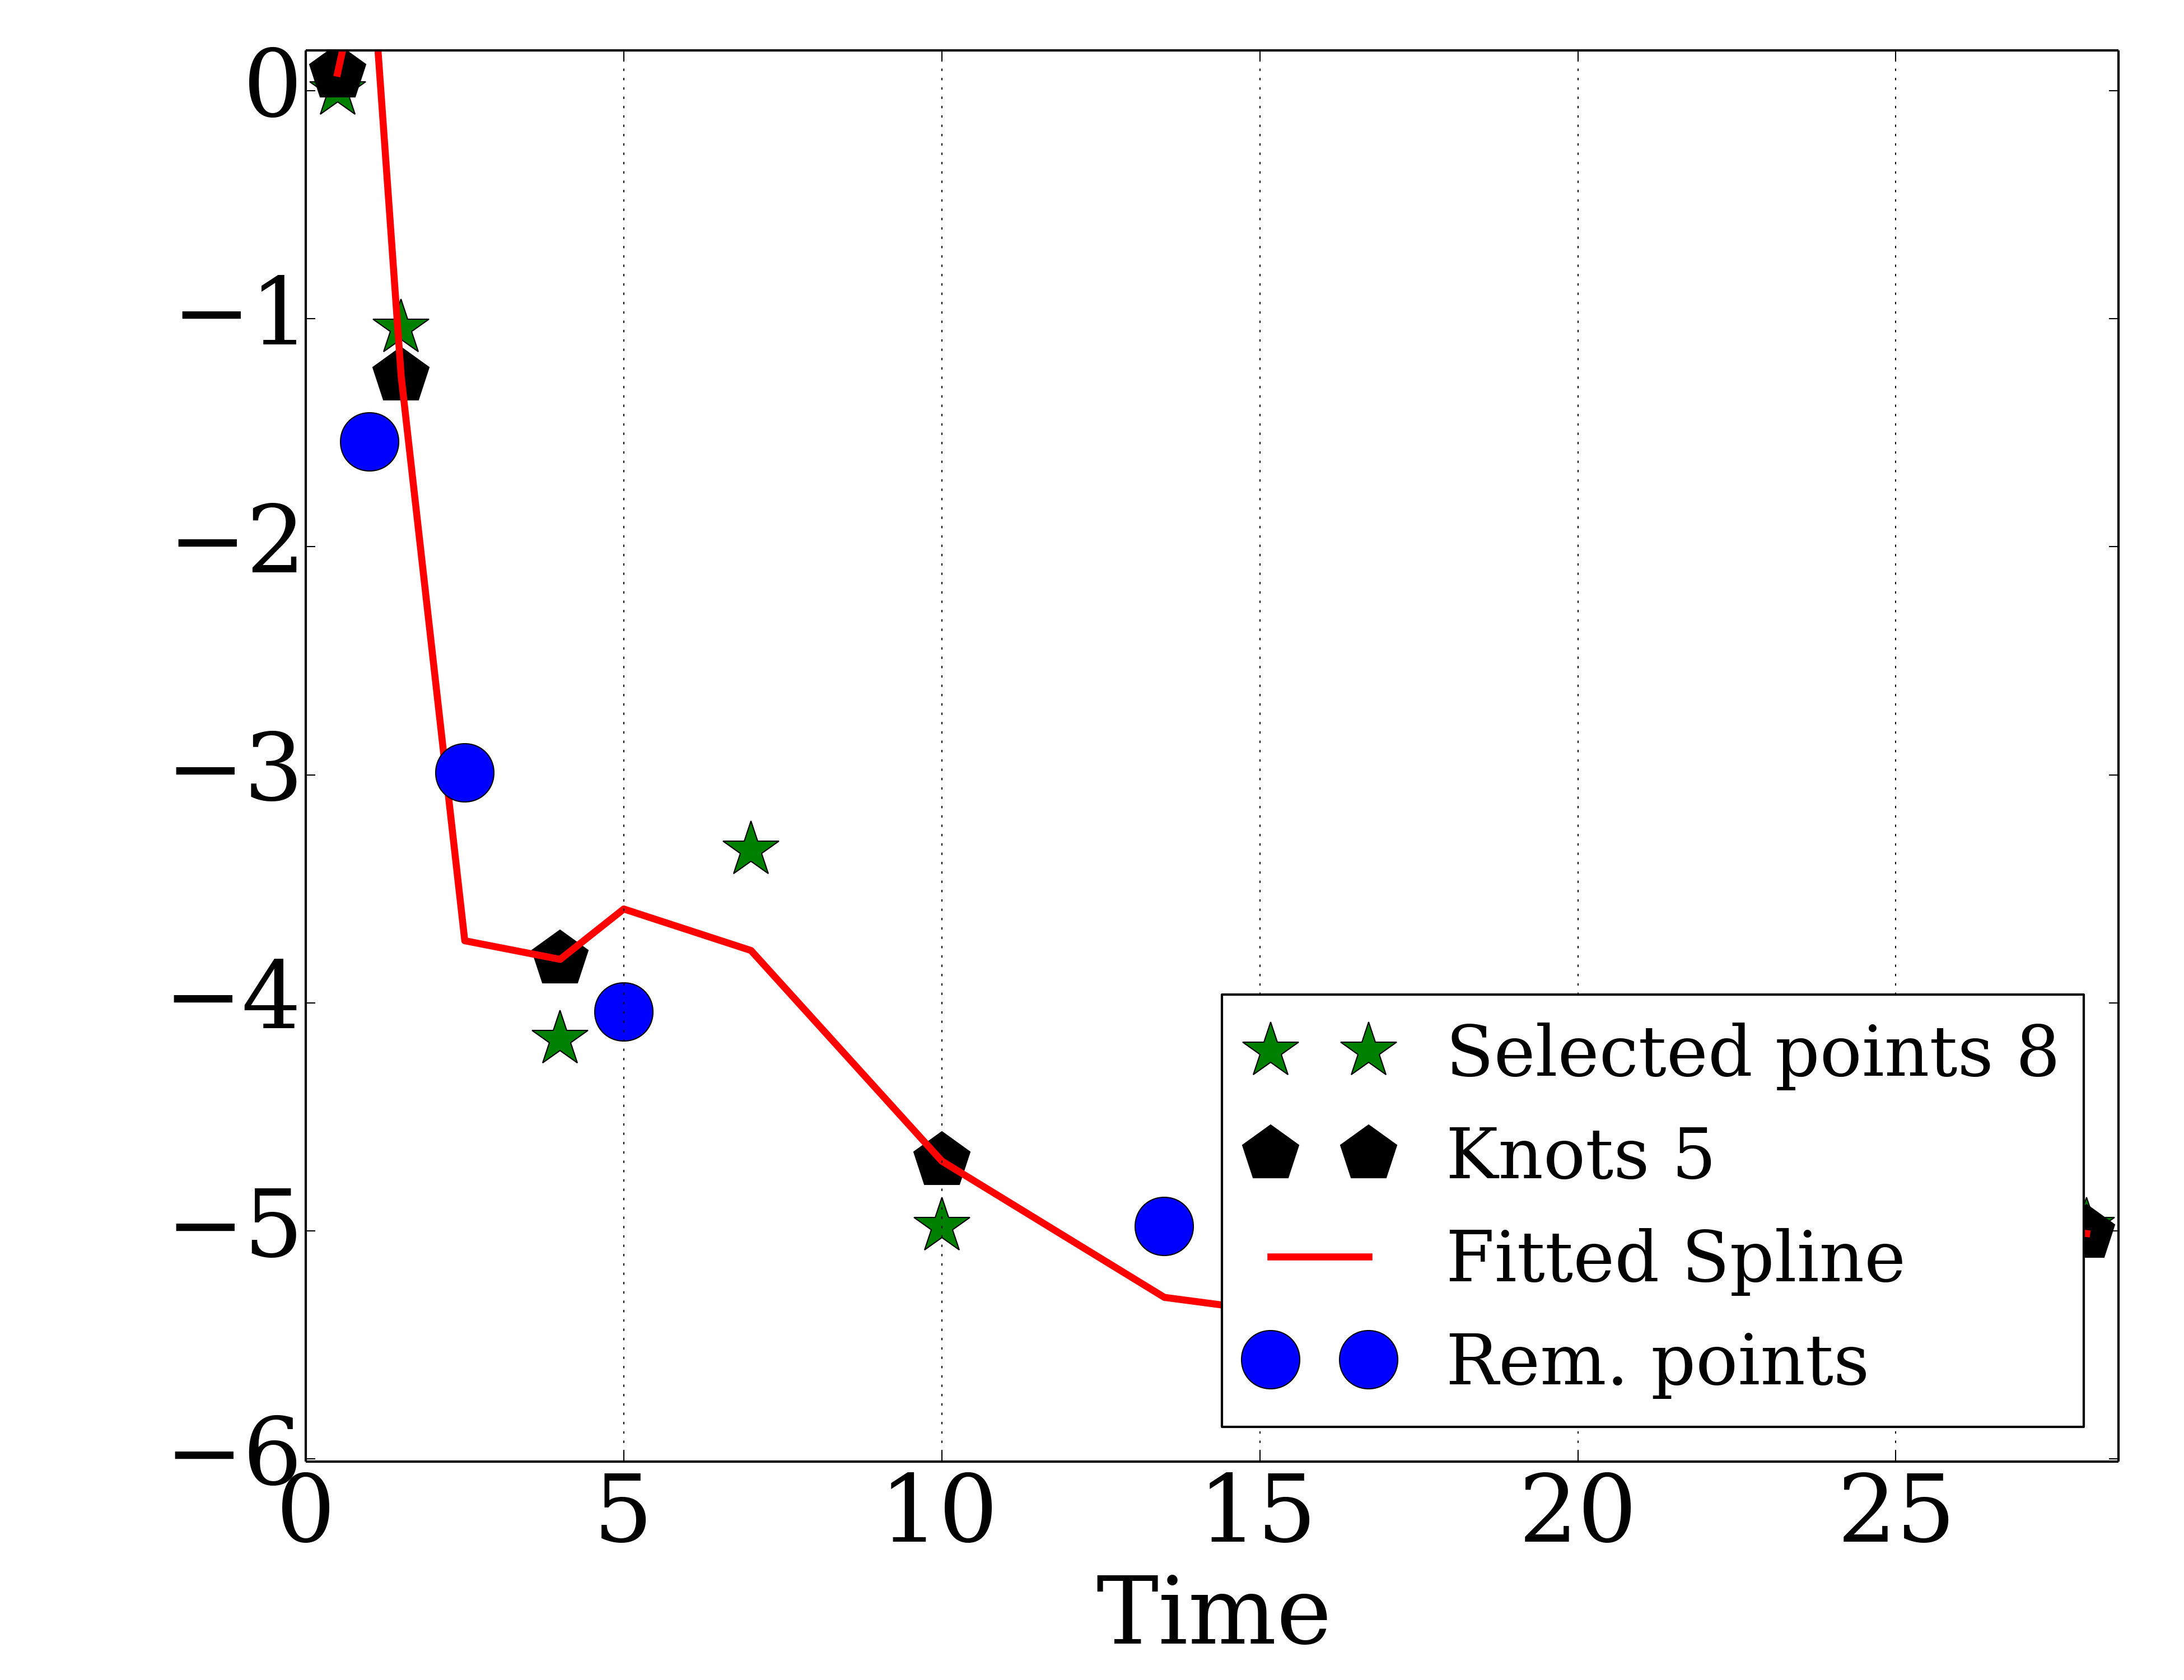 0
−1
−2
−3
−4
−5
−6
0 5 10 15 20 25
Time
Selected points 8
Knots 5
Fitted Spline
Rem. points